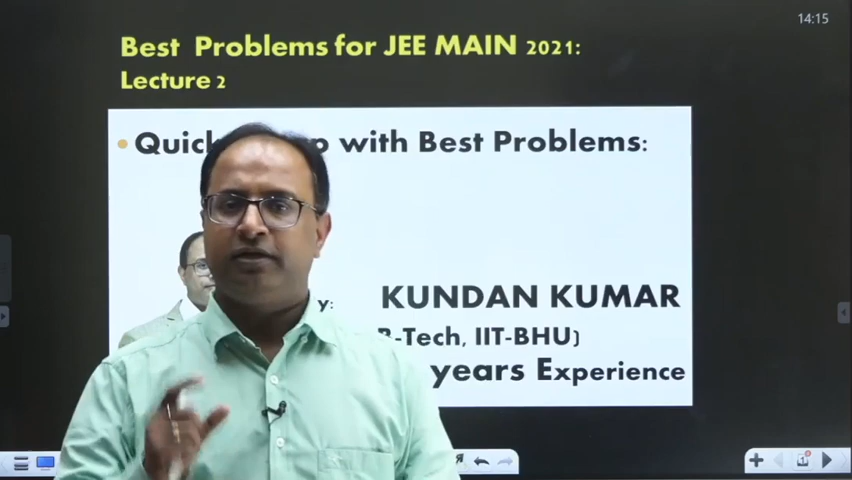 14:15
Best Problems for JEE MAIN 2021:
Lecture 2
with Best Problems:
KUNDAN KUMAR
-Tech, IIT-BHU)
years Experience